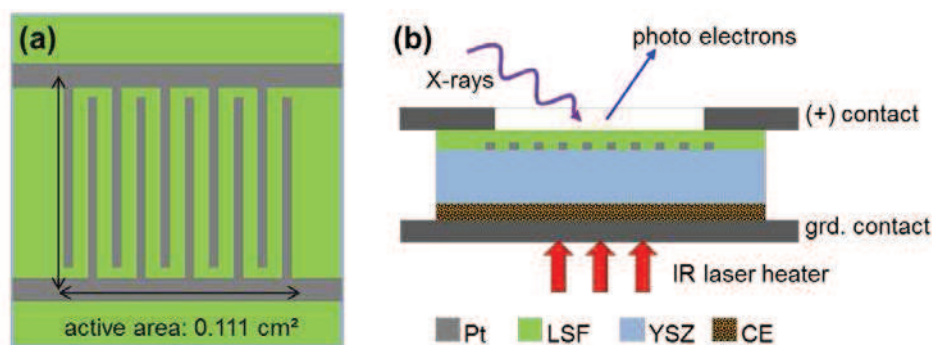 (a)
active area: 0.111 cm²
(b)
photo electrons
X-rays
(+) contact
grd. contact
IR laser heater
Pt LSF YSZ CE